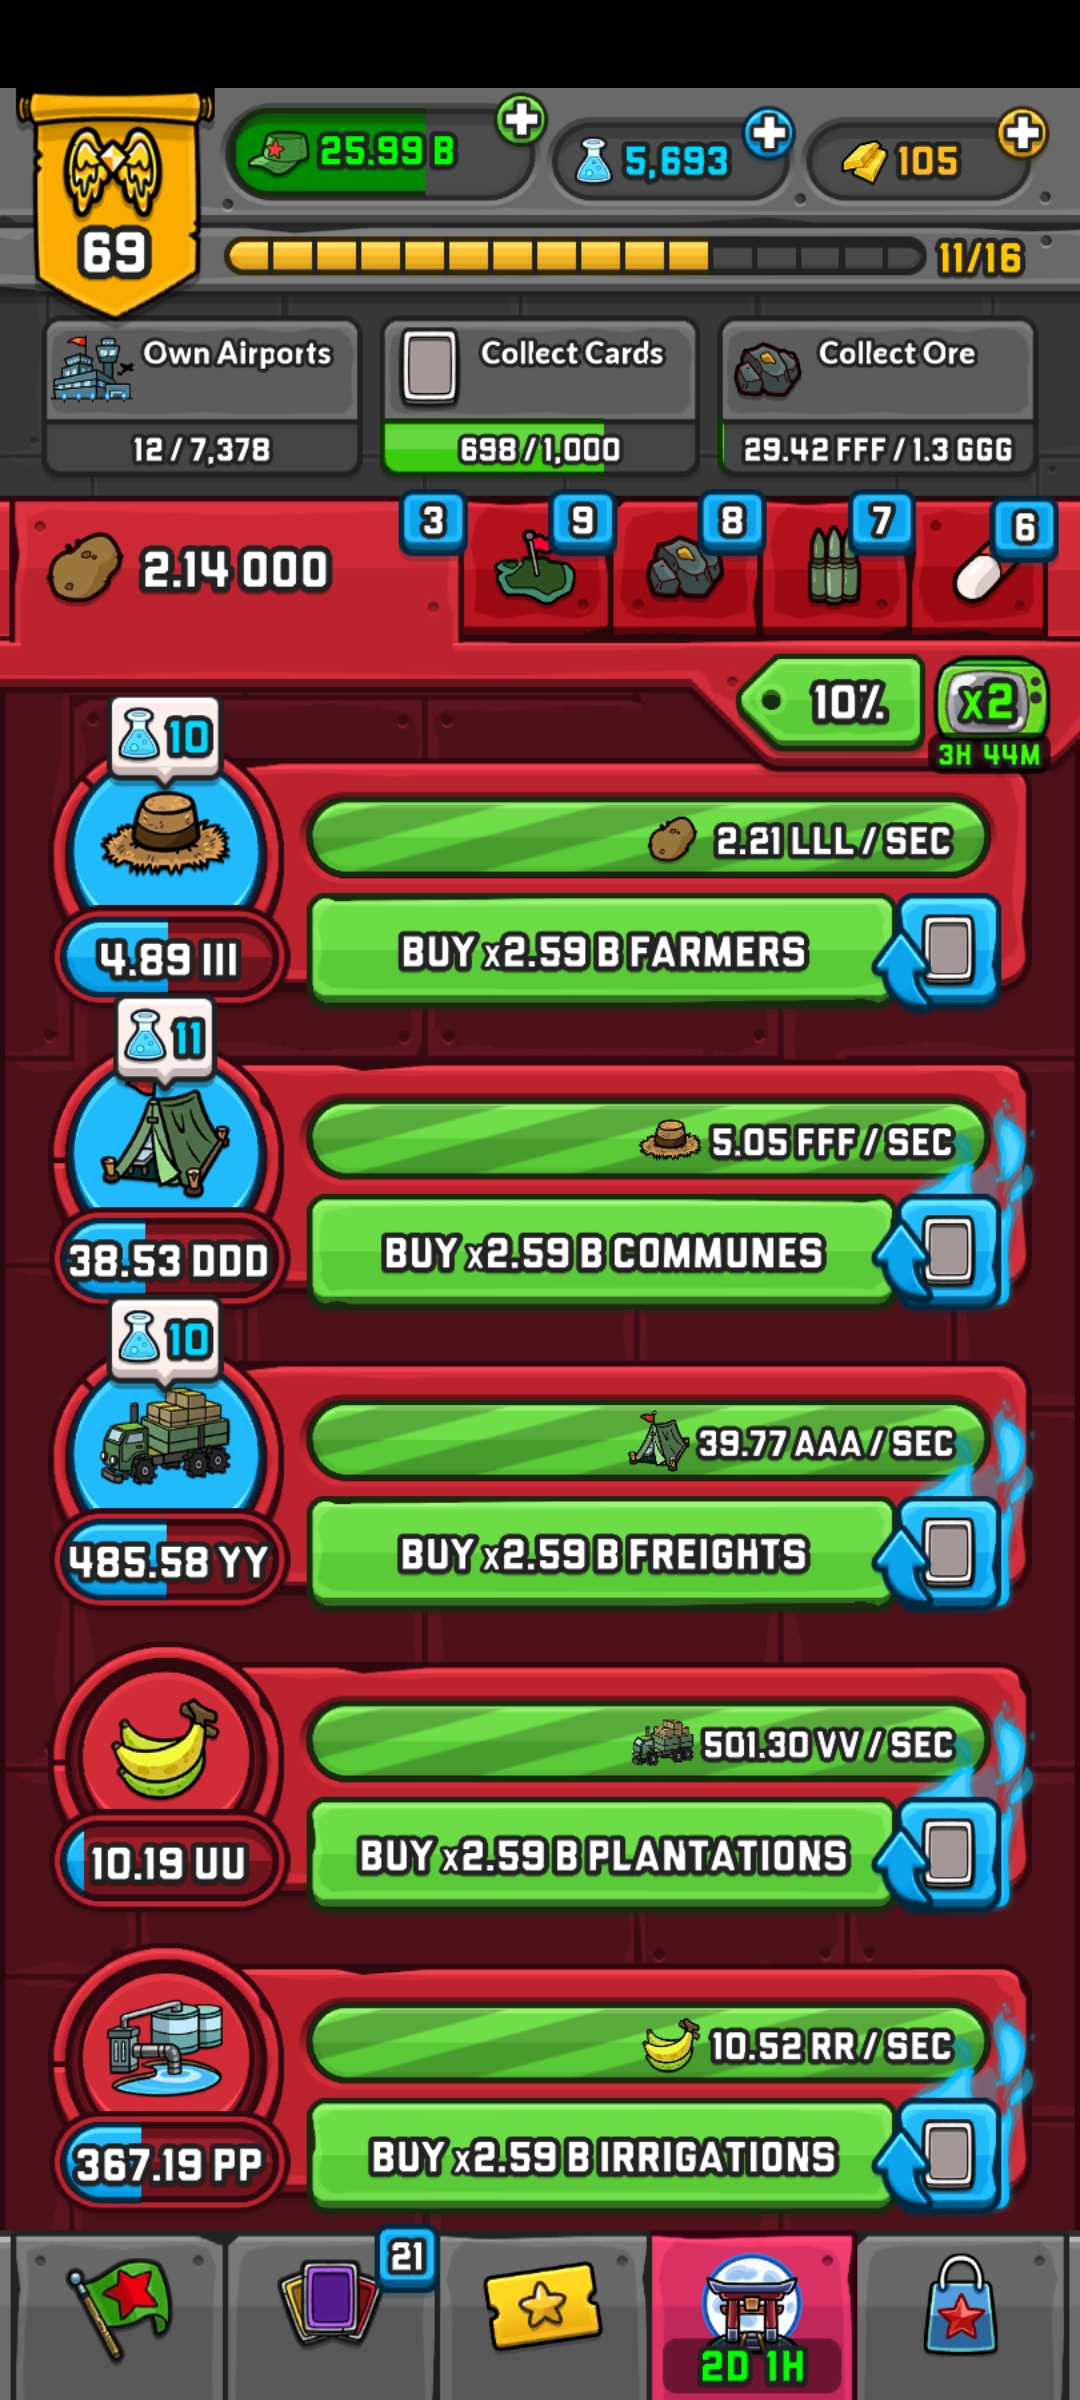 25.99 B
5,693
105
69
11/16
Own Airports
12/7,378
Collect Cards
698/1,000
Collect Ore
29.42 FFF/1.3 GGG
2.14 000
3
9
8
7
6
10%
x2
3H 44M
10
2.21 LLL/SEC
4.89 III
BUY x2.59 B FARMERS
11
5.05 FFF/SEC
38.53 DDD
BUY x2.59 B COMMUNES
10
39.77 AAA/SEC
485.58 YY
BUY x2.59 B FREIGHTS
501.30 VV/SEC
10.19 UU
BUY x2.59 B PLANTATIONS
10.52 RR/SEC
367.19 PP
BUY x2.59 B IRRIGATIONS
21
2D 1H